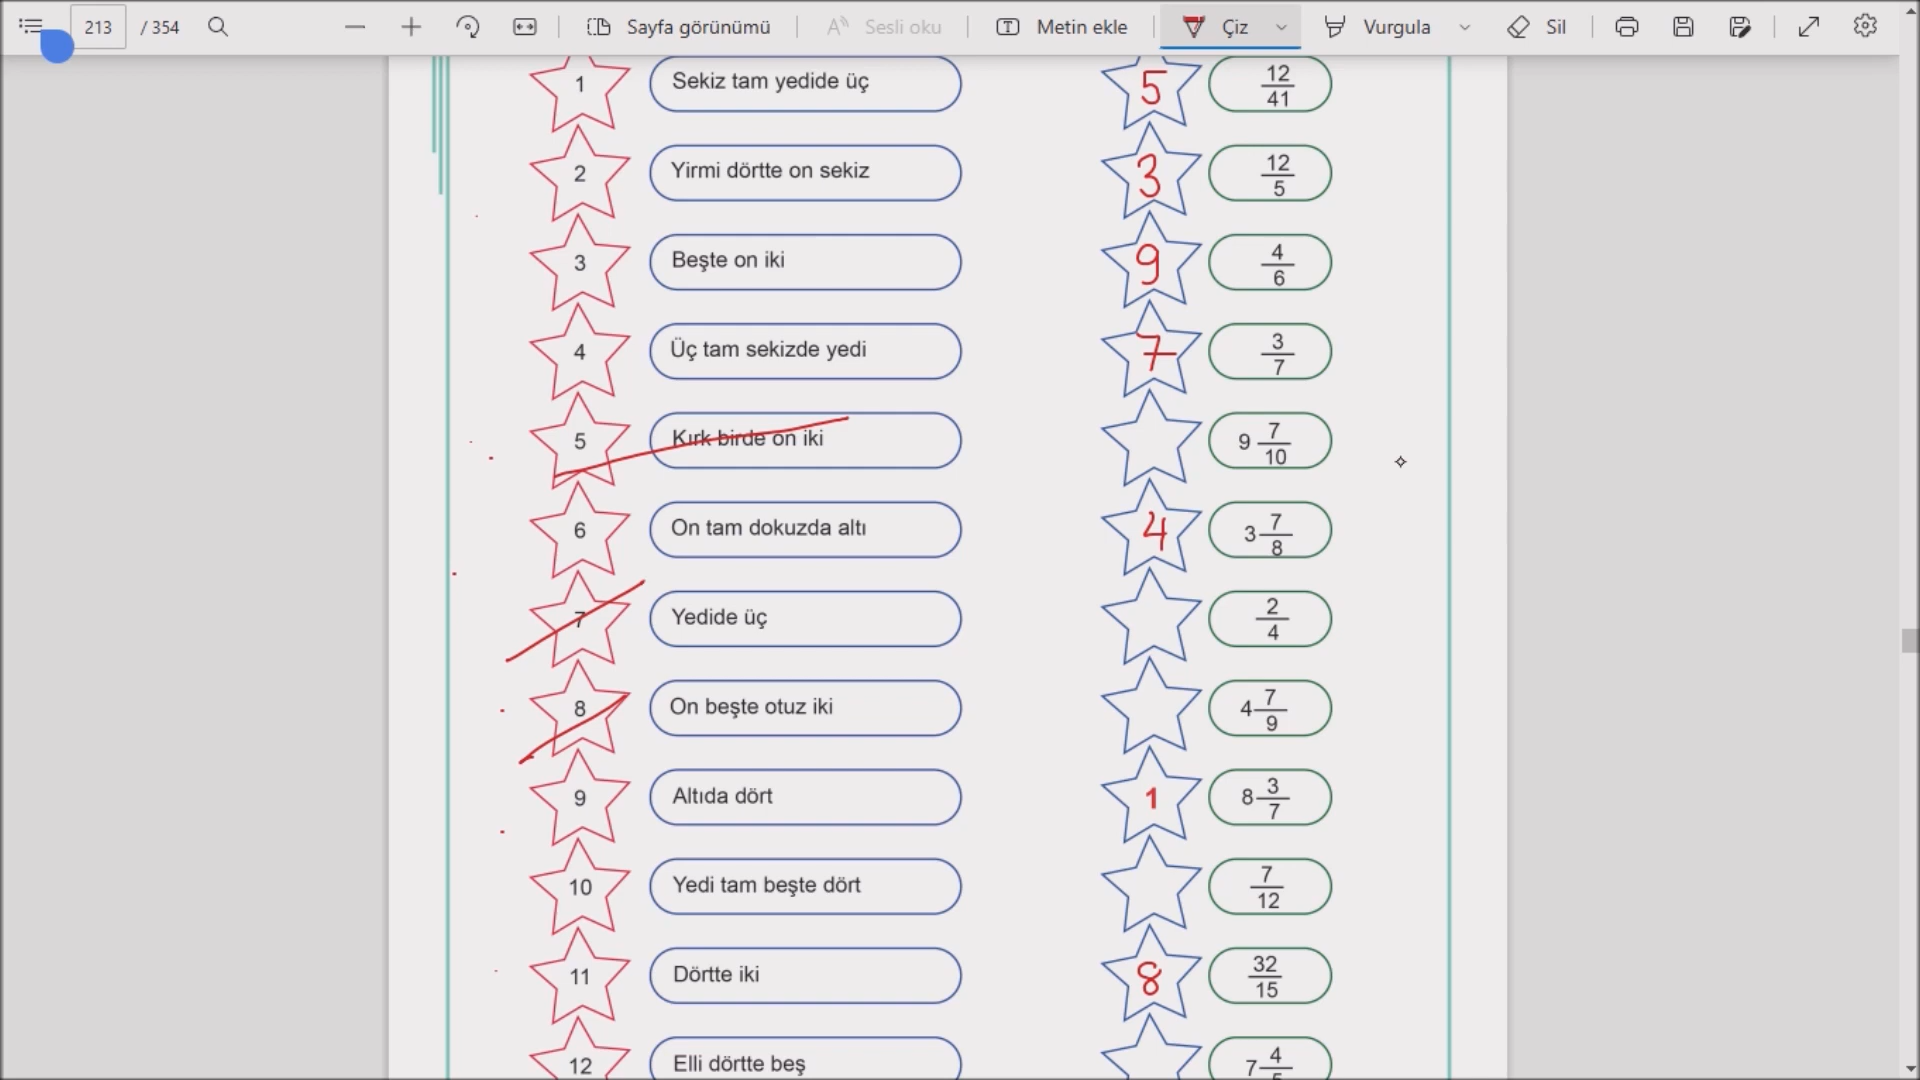 213 / 354 Sayfa görünümü Sesli oku Metin ekle Çiz Vurgula Sil
1 Sekiz tam yedide üç 5 12/41
2 Yirmi dörtte on sekiz 3 12/5
3 Beşte on iki 9 4/6
4 Üç tam sekizde yedi 7 3/7
5 Kırk birde on iki 9 7/10
6 On tam dokuzda altı 4 3 7/8
7 Yedide üç 2/4
8 On beşte otuz iki 4 7/9
9 Altıda dört 1 8 3/7
10 Yedi tam beşte dört 7/12
11 Dörtte iki 8 32/15
12 Elli dörtte beş 7 4/5